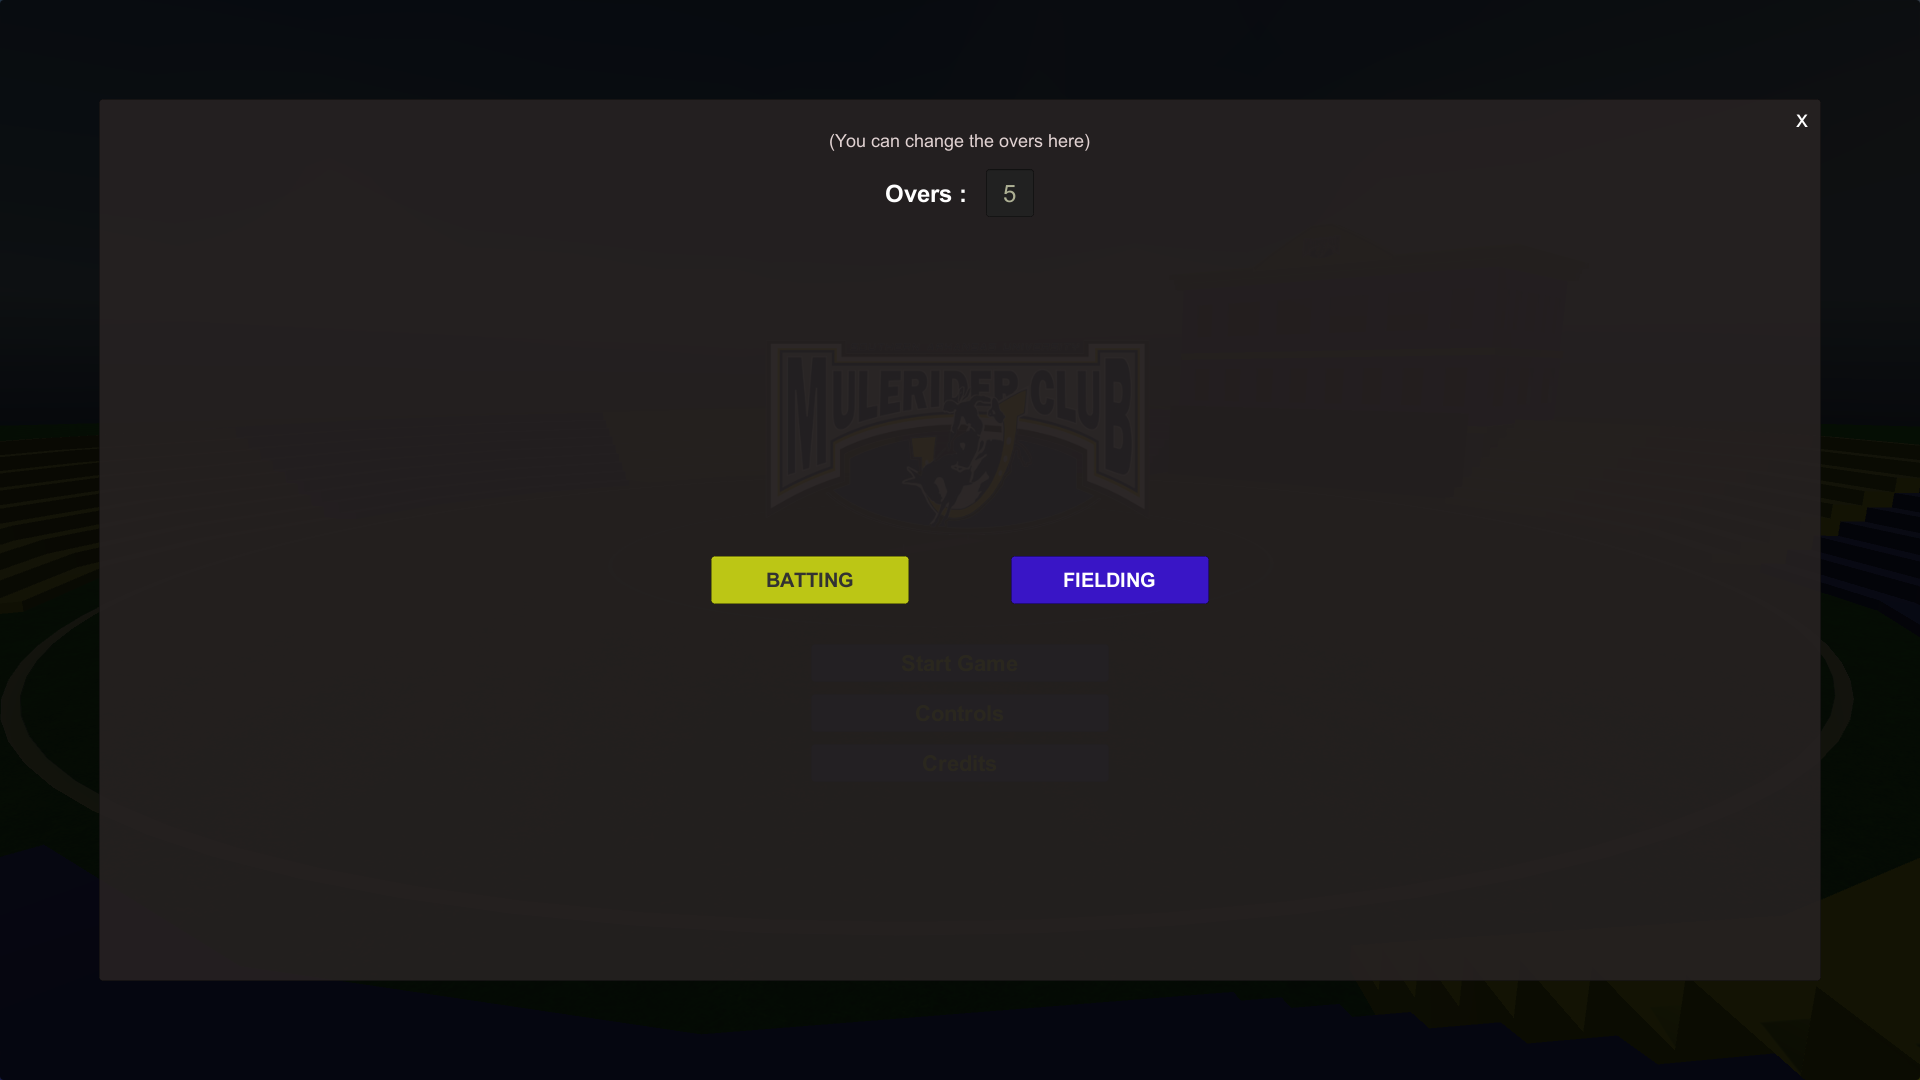 X
(You can change the overs here)
Overs : 5
MULERIDER CLUB
BATTING FIELDING
Start Game
Controls
Credits